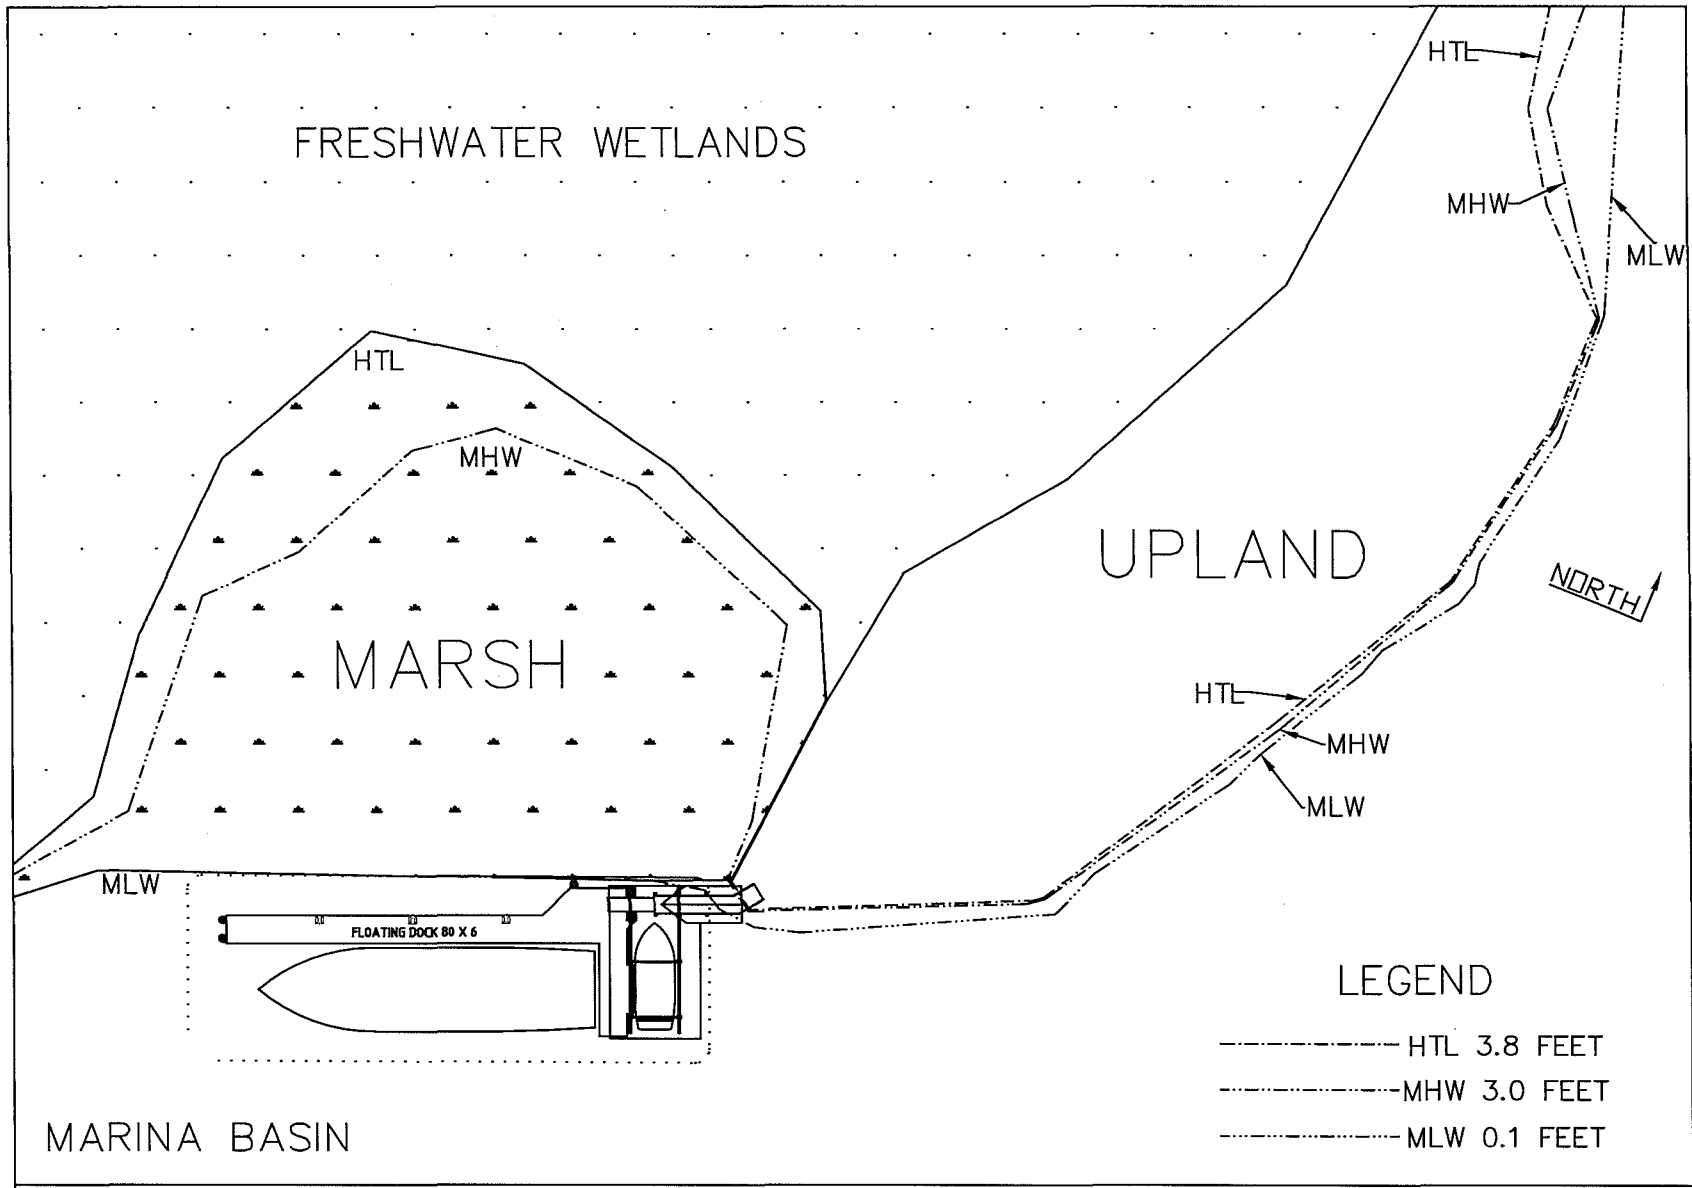 HTL
FRESHWATER WETLANDS
MHW
MLW
HTL
MHW
UPLAND
NORTH
MARSH
HTL
MHW
MLW
MLW
FLOATING DOCK 80 X 6
LEGEND
HTL 3.8 FEET
MHW 3.0 FEET
MLW 0.1 FEET
MARINA BASIN